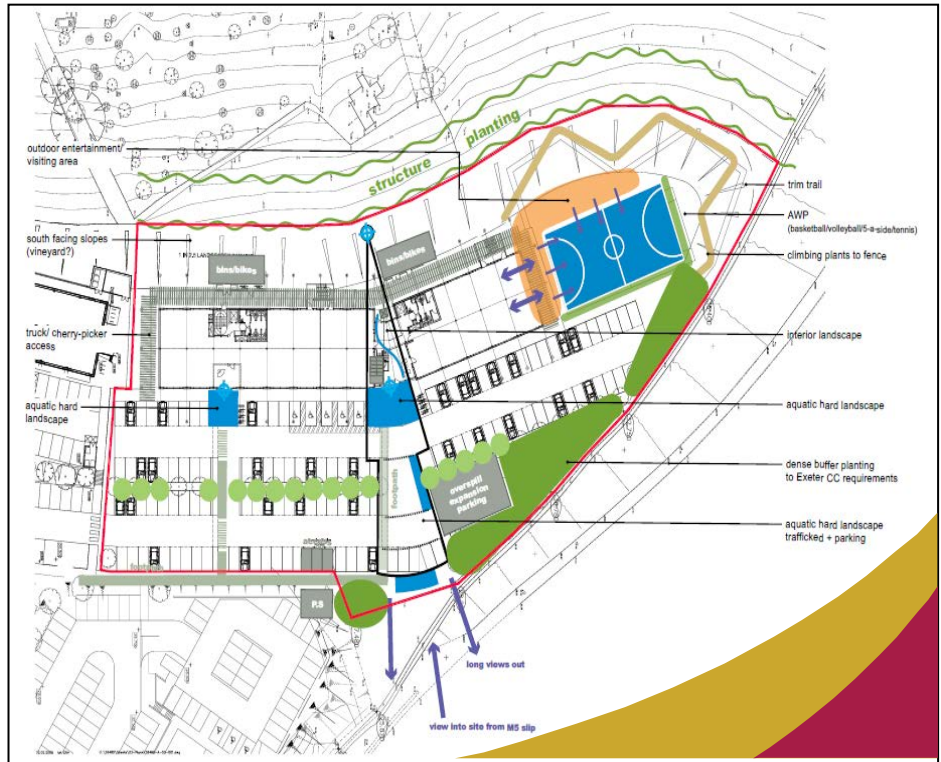 structure planting
outdoor entertainment/
visiting area
trim trail
AWP
(basketball/volleyball/5-a-side/tennis)
south facing slopes
(vineyard?)
bins/bikes
bins/bikes
climbing plants to fence
truck/ cherry-picker
access
interior landscape
aquatic hard
landscape
aquatic hard landscape
dense buffer planting
to Exeter CC requirements
footpath
overspill
expansion
parking
aquatic hard landscape
trafficked + parking
footpath
P.S
long views out
view into site from M5 slip